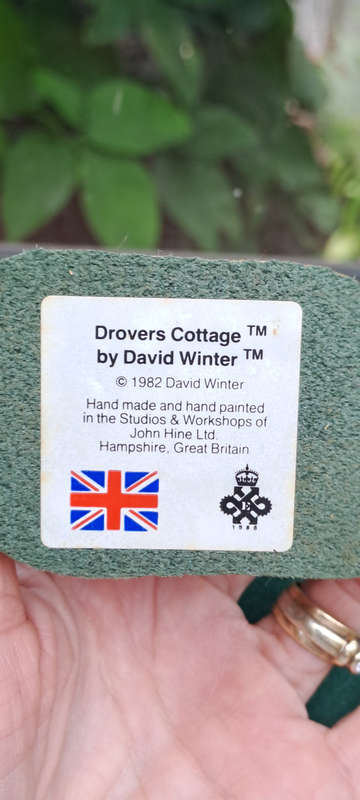 Drovers Cottage ™
by David Winter ™
© 1982 David Winter
Hand made and hand painted
in the Studios & Workshops of
John Hine Ltd.
Hampshire, Great Britain
E
1988